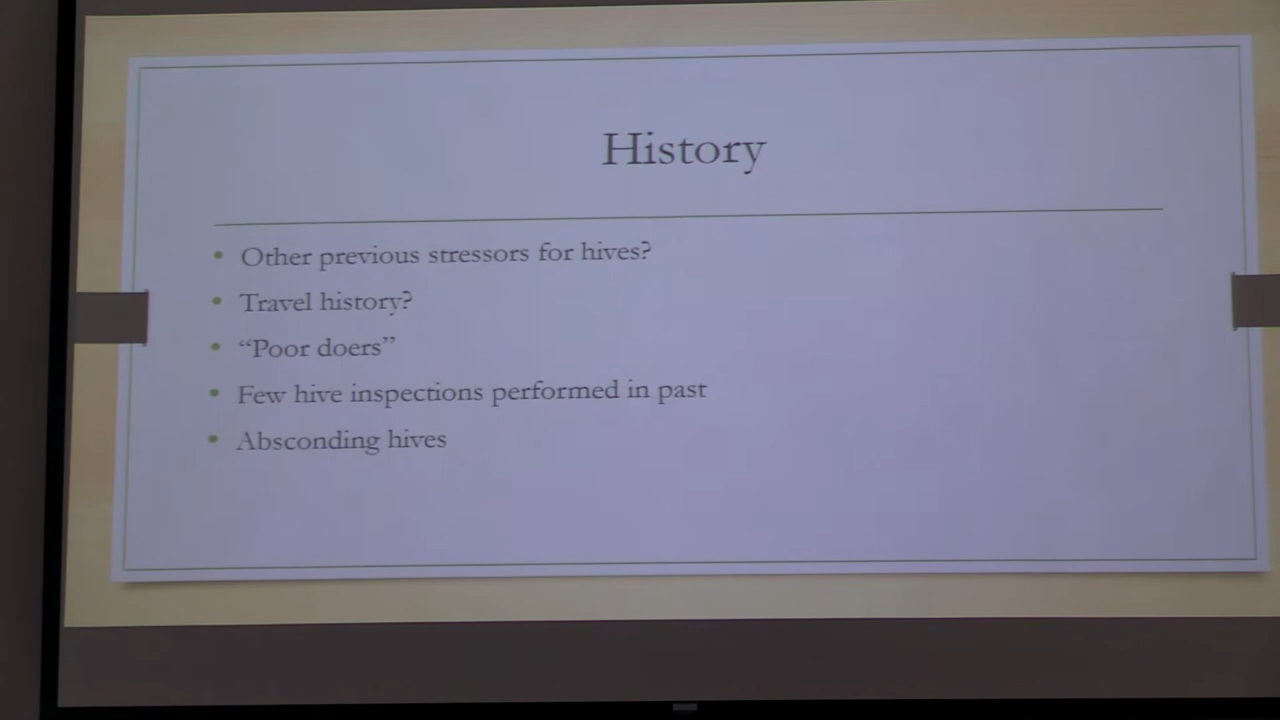 History
• Other previous stressors for hives?
• Travel history?
• “Poor doers”
• Few hive inspections performed in past
• Absconding hives